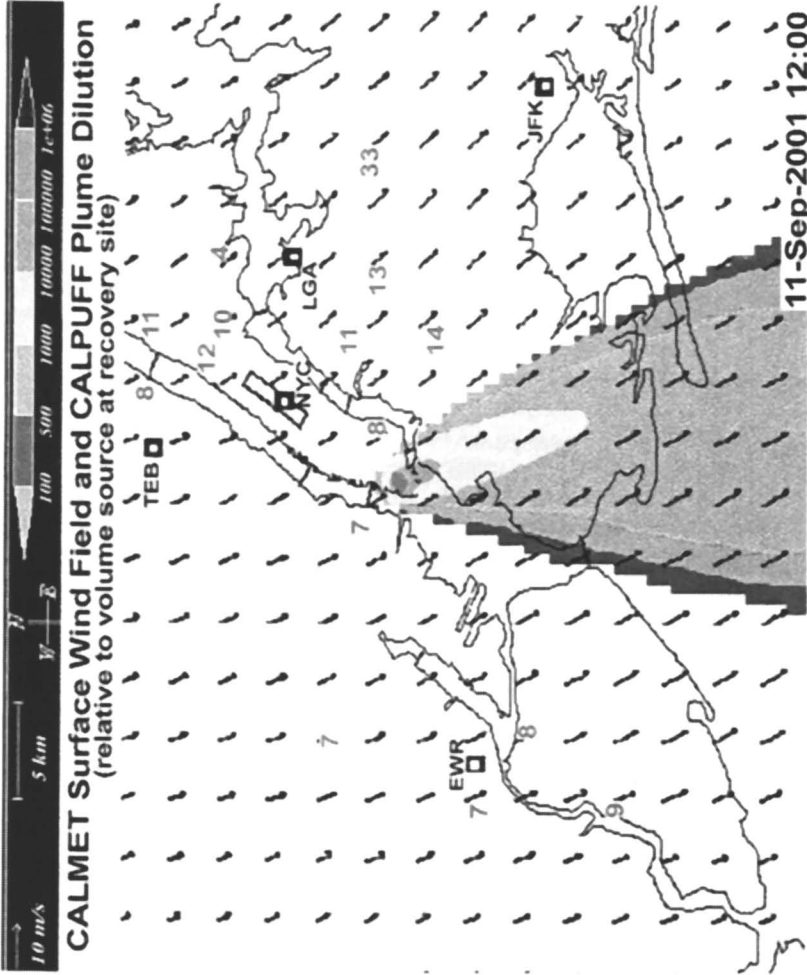 10 m/s
5 km
N
W
E
100 500 1000 10000 100000 1e+06
CALMET Surface Wind Field and CALPUFF Plume Dilution
(relative to volume source at recovery site)
TEB
8
11
12
10
4
NYC
LGA
7
8
11
13
33
14
7
EWR
7
8
9
JFK
11-Sep-2001 12:00